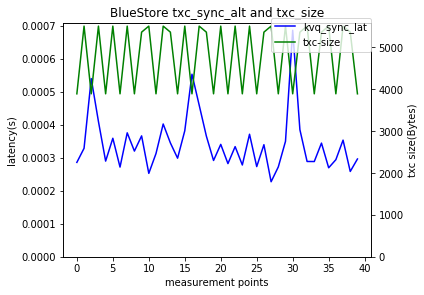 BlueStore txc_sync_alt and txc_size
kvq_sync_lat
txc-size
0.0007
0.0006
0.0005
0.0004
0.0003
0.0002
0.0001
0.0000
latency(s)
5000
4000
3000
2000
1000
0
txc size(Bytes)
0 5 10 15 20 25 30 35 40
measurement points